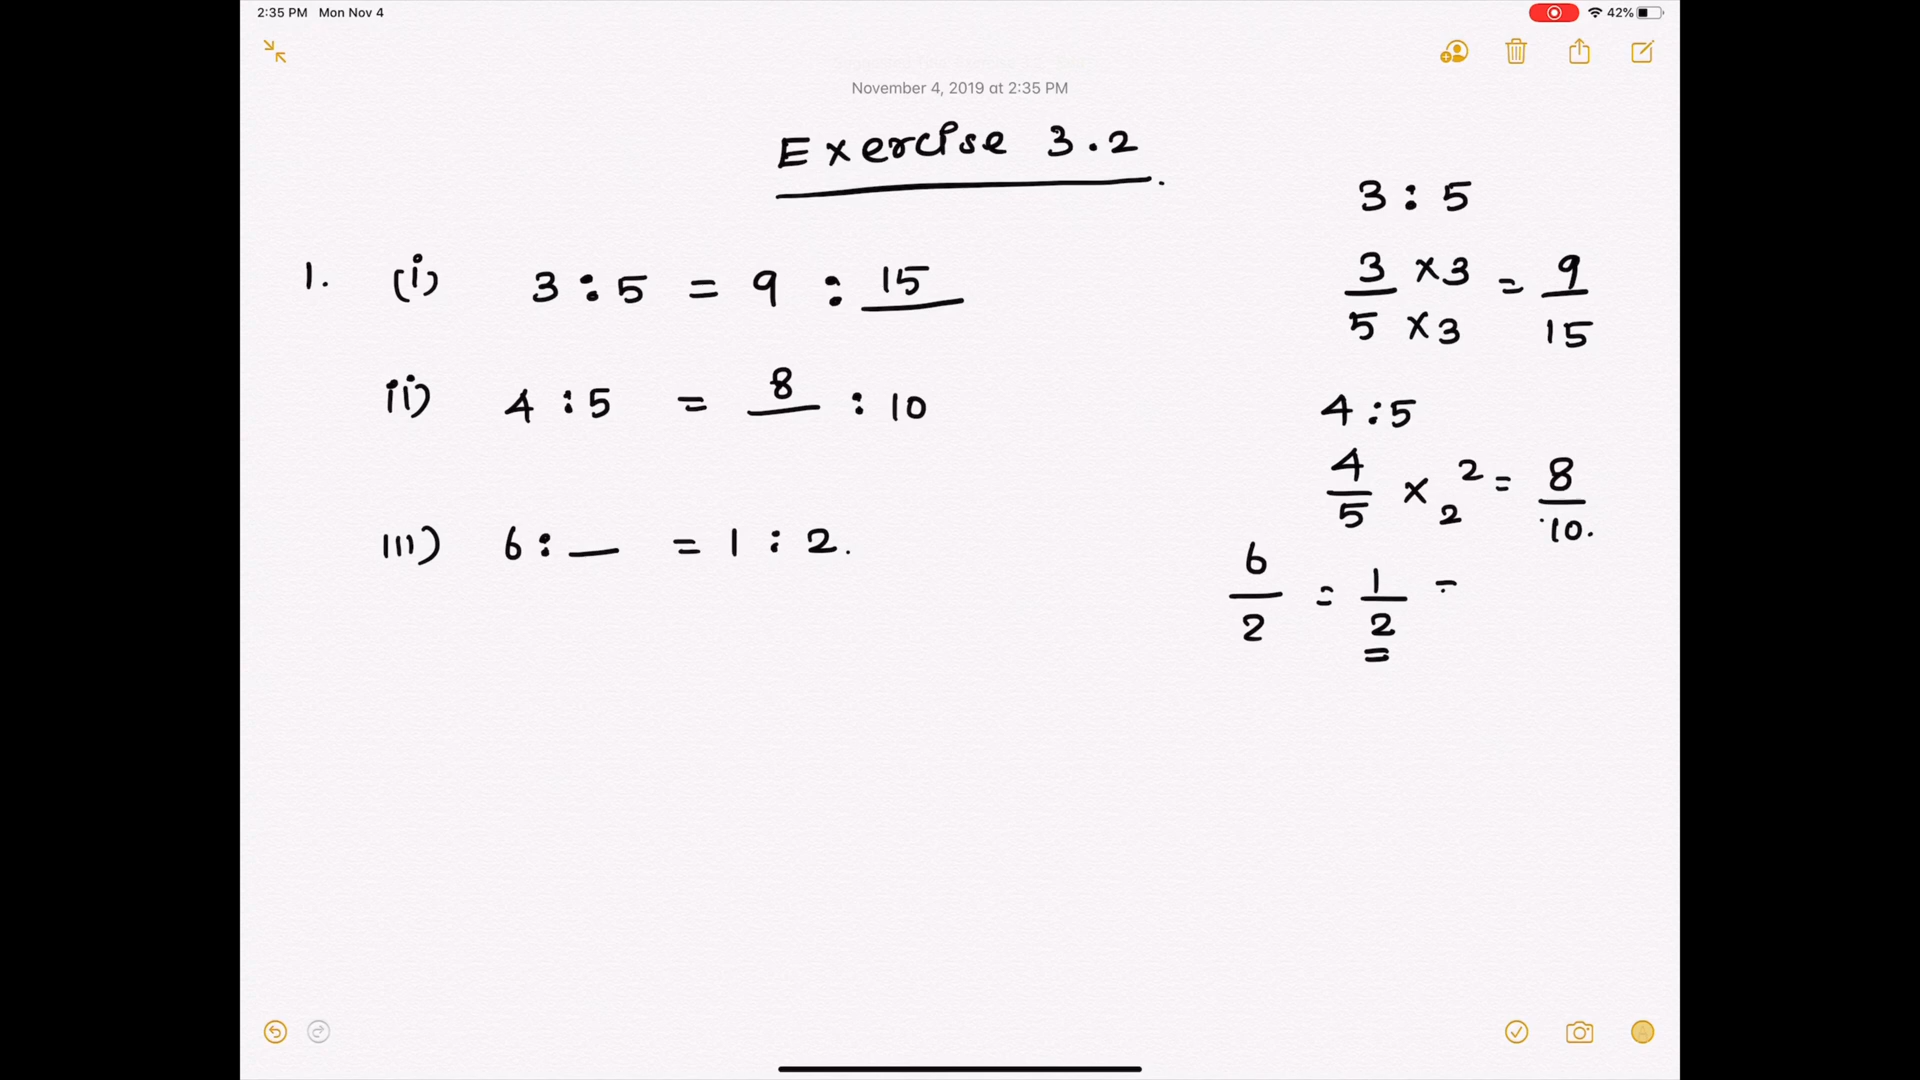 2:35 PM Mon Nov 4
42%
November 4, 2019 at 2:35 PM
Exercise 3.2
1. (i) 3 : 5 = 9 : 15
ii) 4 : 5 = 8 : 10
iii) 6 : __ = 1 : 2.
3 : 5
3 ×3 = 9
5 ×3 15
4 : 5
4 × 2 = 8
5 2 10.
6 = 1 =
2 2